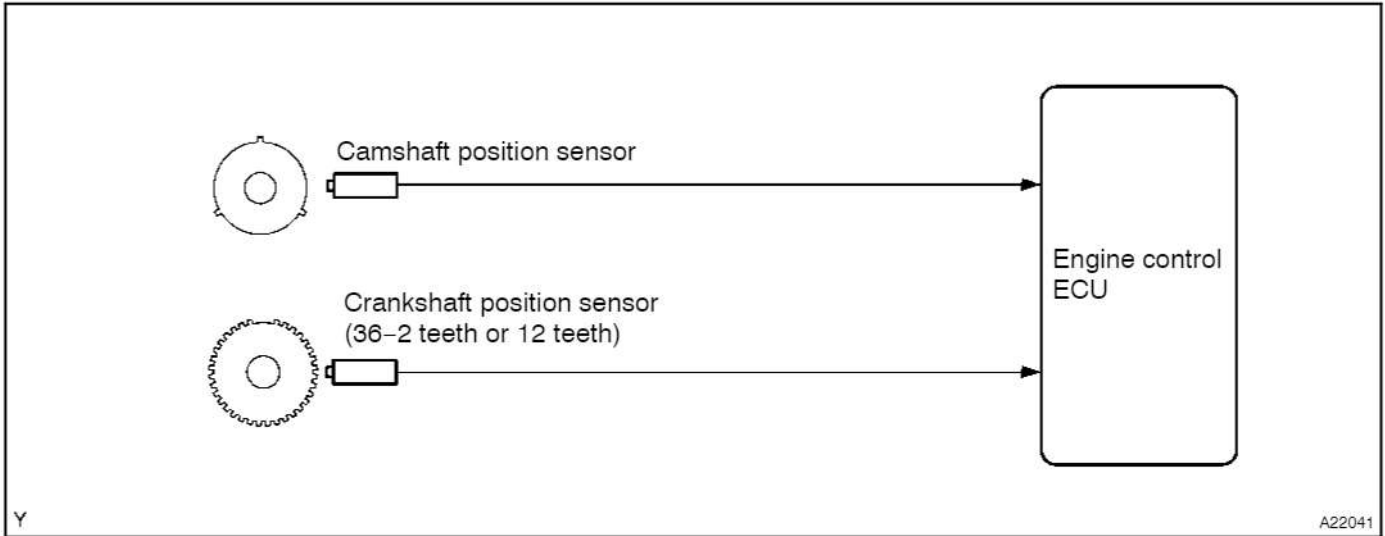 Camshaft position sensor
Crankshaft position sensor
(36−2 teeth or 12 teeth)
Engine control
ECU
Y
A22041